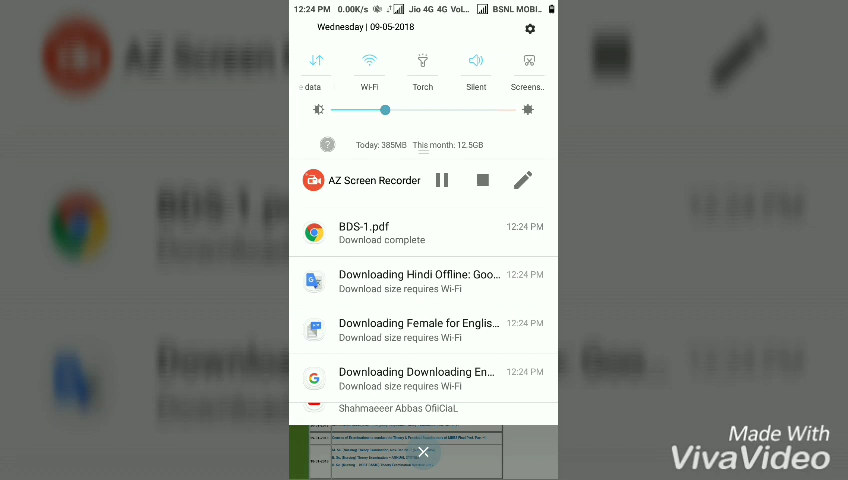 12:24 PM 0.00K/s Jio 4G 4G VoL... BSNL MOBI...
Wednesday | 09-05-2018
e data Wi-Fi Torch Silent Screens..
Today: 385MB This month: 12.5GB
AZ Screen Recorder
BDS-1.pdf 12:24 PM
Download complete
Downloading Hindi Offline: Goo... 12:24 PM
Download size requires Wi-Fi
Downloading Female for Englis... 12:24 PM
Download size requires Wi-Fi
Downloading Downloading En... 12:24 PM
Download size requires Wi-Fi
Shahmaeeer Abbas OfiiCiaL
Made With
VivaVideo